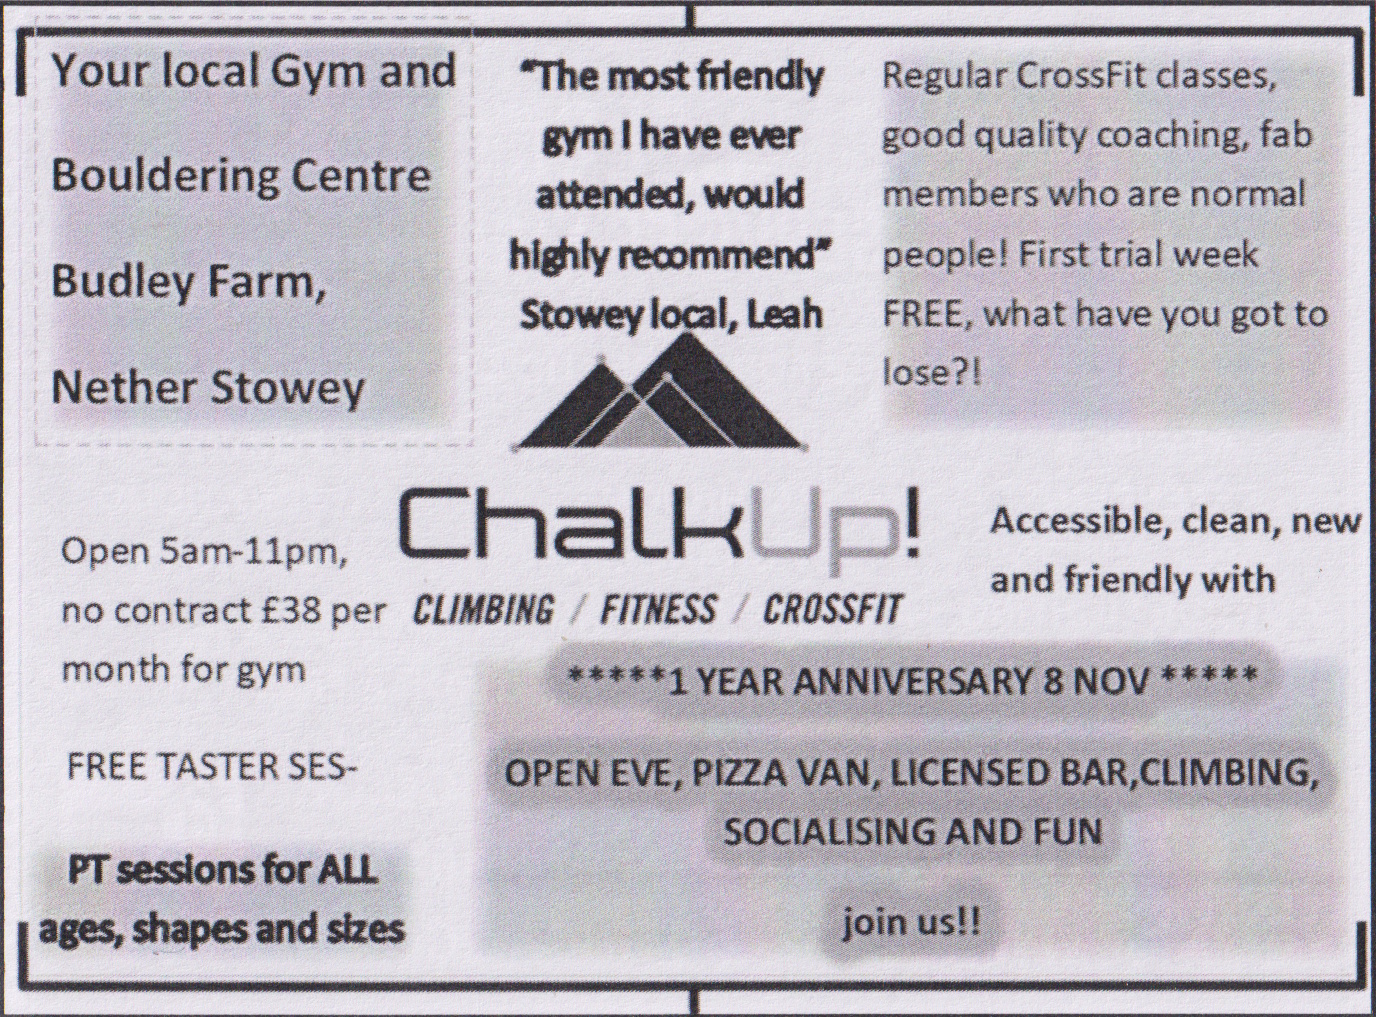 Your local Gym and
Bouldering Centre
Budley Farm,
Nether Stowey
"The most friendly
gym I have ever
attended, would
highly recommend"
Stowey local, Leah
Regular CrossFit classes,
good quality coaching, fab
members who are normal
people! First trial week
FREE, what have you got to
lose?!
ChalkUp!
CLIMBING / FITNESS / CROSSFIT
Open 5am-11pm,
no contract £38 per
month for gym
FREE TASTER SES-
PT sessions for ALL
ages, shapes and sizes
Accessible, clean, new
and friendly with
*****1 YEAR ANNIVERSARY 8 NOV *****
OPEN EVE, PIZZA VAN, LICENSED BAR,CLIMBING,
SOCIALISING AND FUN
join us!!